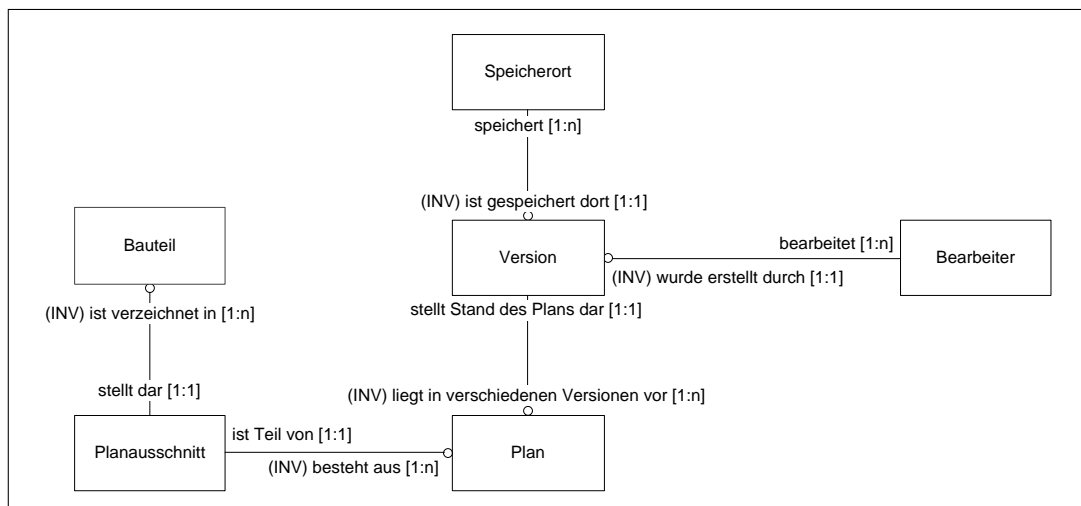 Speicherort
speichert [1:n]
(INV) ist gespeichert dort [1:1]
Bauteil
Version
bearbeitet [1:n]
(INV) wurde erstellt durch [1:1]
Bearbeiter
(INV) ist verzeichnet in [1:n]
stellt Stand des Plans dar [1:1]
stellt dar [1:1]
(INV) liegt in verschiedenen Versionen vor [1:n]
Planausschnitt
ist Teil von [1:1]
(INV) besteht aus [1:n]
Plan